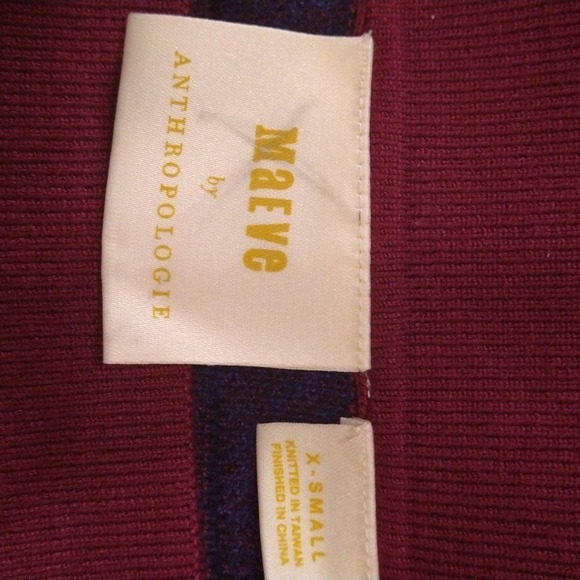 MAEVe
by
ANTHROPOLOGIE
X-SMALL
KNITTED IN TAIWAN
FINISHED IN CHINA